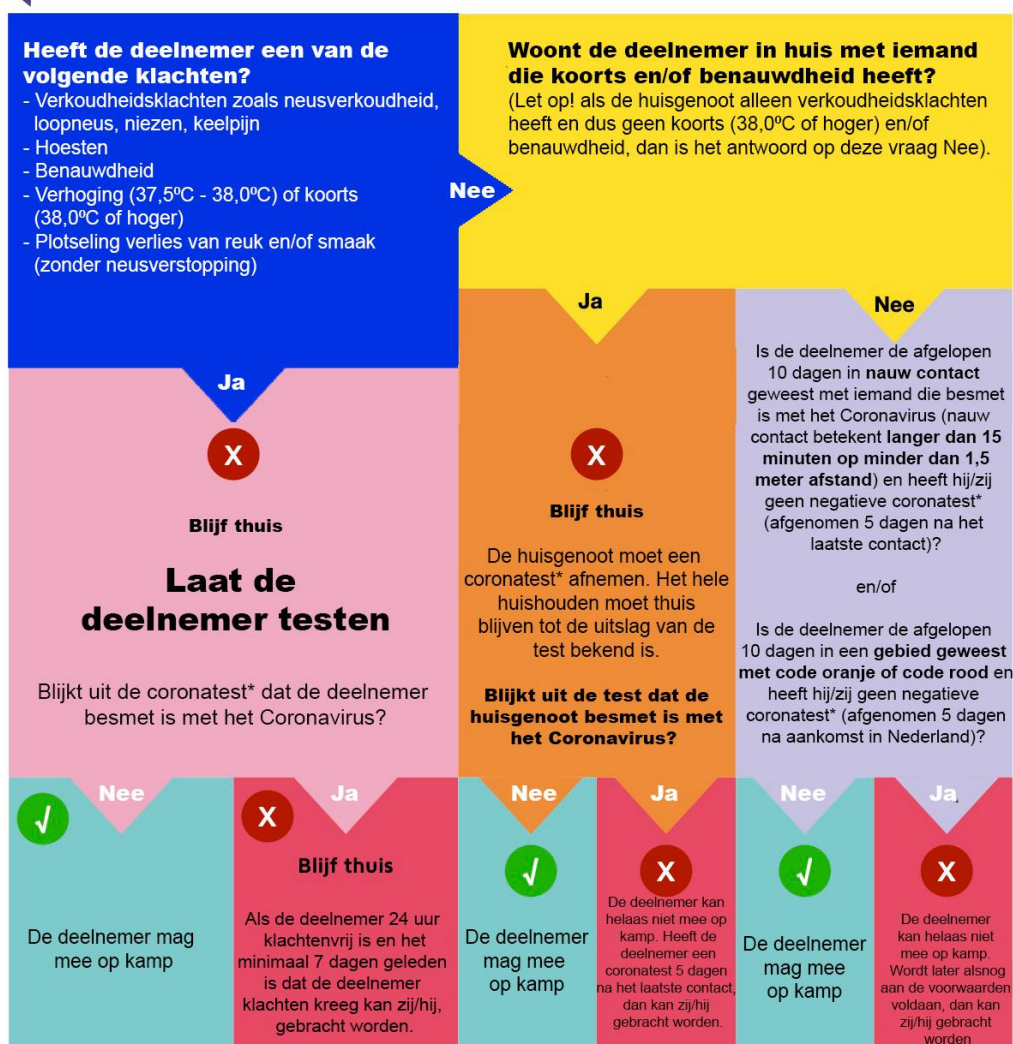 Heeft de deelnemer een van de
volgende klachten?
- Verkoudheidsklachten zoals neusverkoudheid,
loopneus, niezen, keelpijn
- Hoesten
- Benauwdheid
- Verhoging (37,5ºC - 38,0ºC) of koorts
(38,0ºC of hoger)
- Plotseling verlies van reuk en/of smaak
(zonder neusverstopping)
Nee
Woont de deelnemer in huis met iemand
die koorts en/of benauwdheid heeft?
(Let op! als de huisgenoot alleen verkoudheidsklachten
heeft en dus geen koorts (38,0ºC of hoger) en/of
benauwdheid, dan is het antwoord op deze vraag Nee).
Ja
X
Blijf thuis
Laat de
deelnemer testen
Blijkt uit de coronatest* dat de deelnemer
besmet is met het Coronavirus?
Ja
X
Blijf thuis
De huisgenoot moet een
coronatest* afnemen. Het hele
huishouden moet thuis
blijven tot de uitslag van de
test bekend is.
Blijkt uit de test dat de
huisgenoot besmet is met
het Coronavirus?
Nee
Is de deelnemer de afgelopen
10 dagen in nauw contact
geweest met iemand die besmet
is met het Coronavirus (nauw
contact betekent langer dan 15
minuten op minder dan 1,5
meter afstand) en heeft hij/zij
geen negatieve coronatest*
(afgenomen 5 dagen na het
laatste contact)?
en/of
Is de deelnemer de afgelopen
10 dagen in een gebied geweest
met code oranje of code rood en
heeft hij/zij geen negatieve
coronatest* (afgenomen 5 dagen
na aankomst in Nederland)?
Nee
√
De deelnemer mag
mee op kamp
Ja
X
Blijf thuis
Als de deelnemer 24 uur
klachtenvrij is en het
minimaal 7 dagen geleden
is dat de deelnemer
klachten kreeg kan zij/hij,
gebracht worden.
Nee
√
De deelnemer
mag mee
op kamp
Ja
X
De deelnemer kan
helaas niet mee op
kamp. Heeft de
deelnemer een
coronatest 5 dagen
na het laatste contact,
dan kan zij/hij
gebracht worden.
Nee
√
De deelnemer
mag mee
op kamp
Ja
X
De deelnemer
kan helaas niet
mee op kamp.
Wordt later alsnog
aan de voorwaarden
voldaan, dan kan
zij/hij gebracht
worden